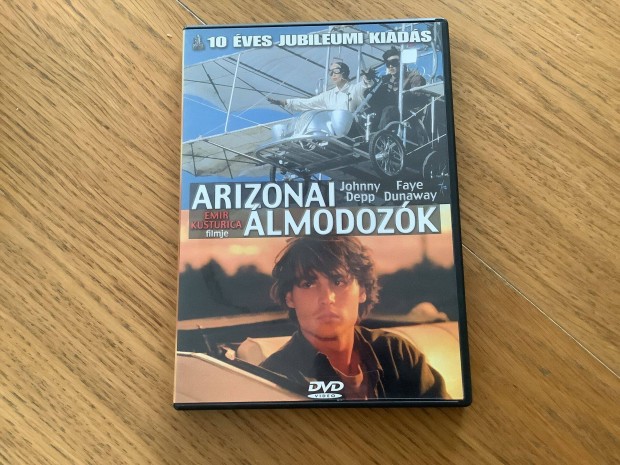 10 ÉVES JUBILEUMI KIADÁS
ARIZONAI
Johnny Depp
Faye Dunaway
EMIR KUSTURICA filmje
ÁLMODOZÓK
DVD
VIDEO